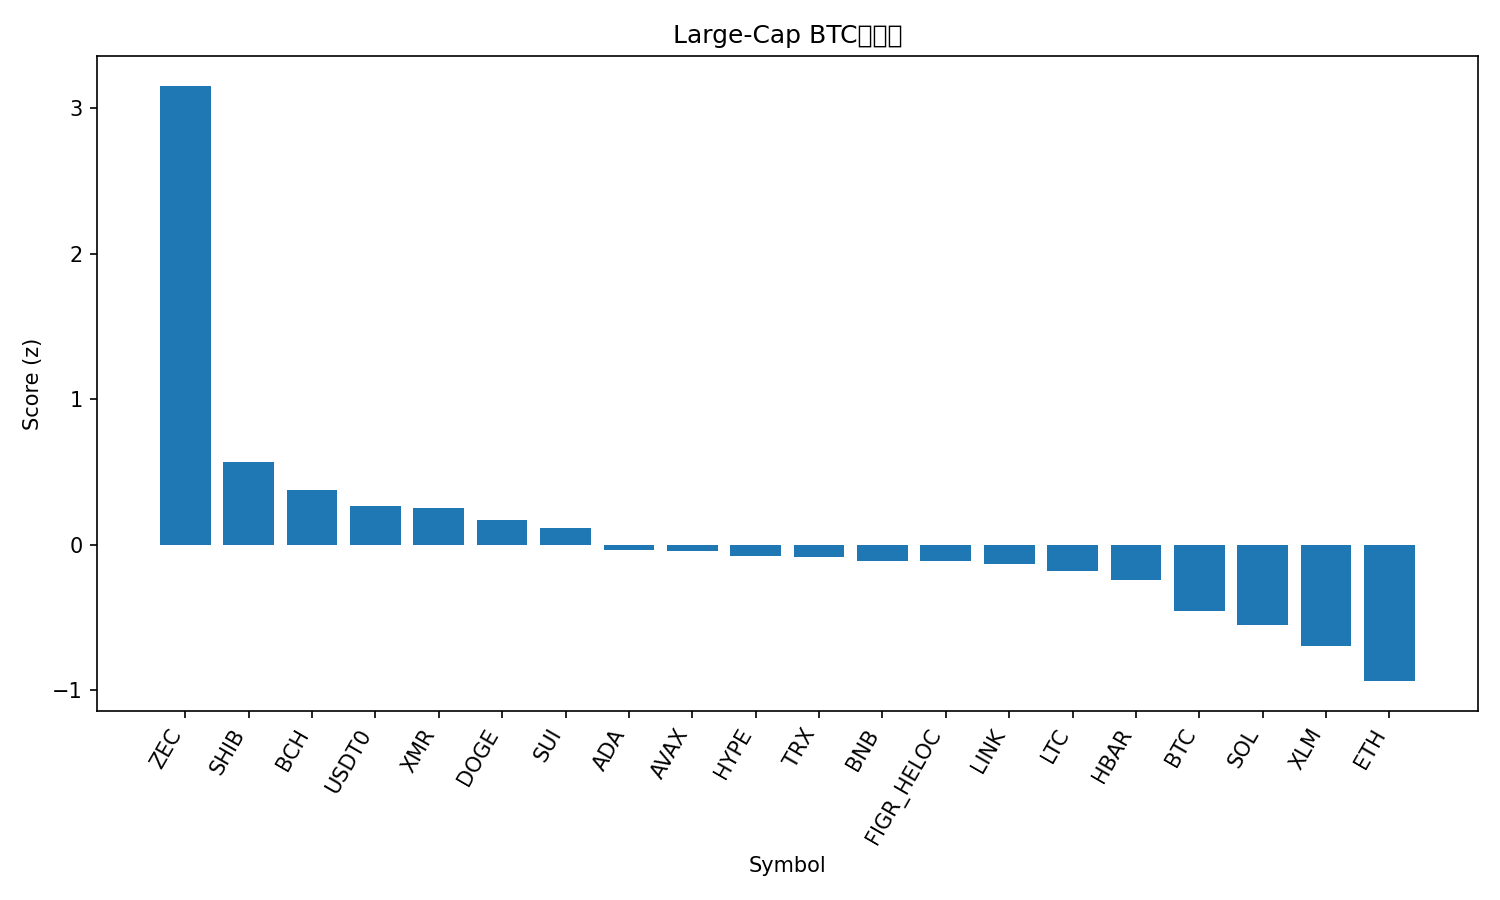 Large-Cap BTC
3
2
1
0
−1
Score (z)
ZEC
SHIB
BCH
USDT0
XMR
DOGE
SUI
ADA
AVAX
HYPE
TRX
BNB
FIGR_HELOC
LINK
LTC
HBAR
BTC
SOL
XLM
ETH
Symbol